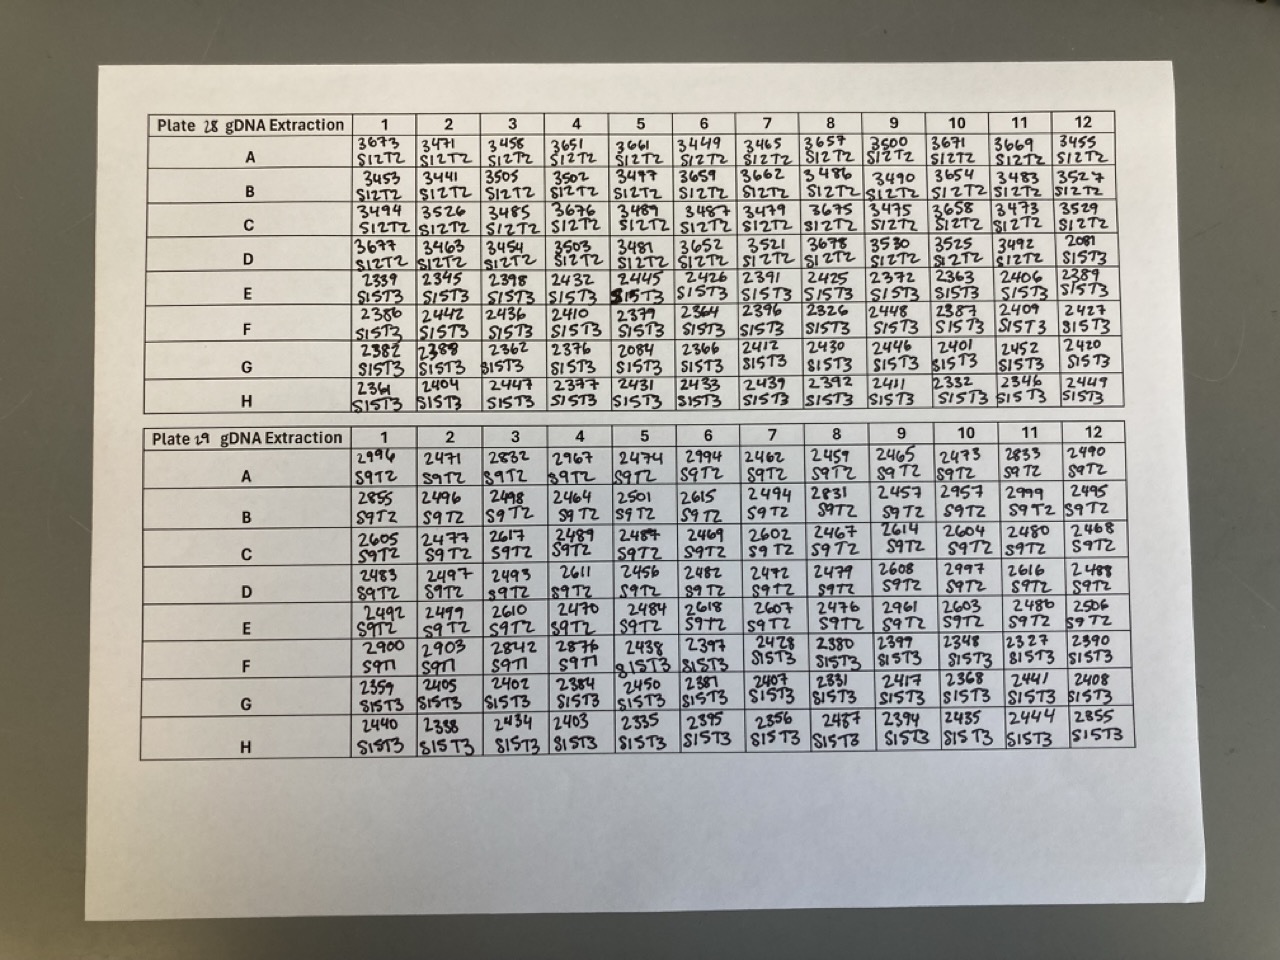 Plate 28 gDNA Extraction 1 2 3 4 5 6 7 8 9 10 11 12
3673 3471 3458 3651 3661 3449 3465 3657 3500 3671 3669 3455
A S12T2 S12T2 S12T2 S12T2 S12T2 S12T2 S12T2 S12T2 S12T2 S12T2 S12T2 S12T2
3453 3441 3505 3502 3497 3659 3662 3486 3490 3654 3483 3527
B S12T2 S12T2 S12T2 S12T2 S12T2 S12T2 S12T2 S12T2 S12T2 S12T2 S12T2 S12T2
3494 3526 3485 3676 3489 3487 3479 3675 3475 3658 3473 3529
C S12T2 S12T2 S12T2 S12T2 S12T2 S12T2 S12T2 S12T2 S12T2 S12T2 S12T2 S12T2
3677 3463 3454 3503 3481 3652 3521 3678 3530 3525 3492 2081
D S12T2 S12T2 S12T2 S12T2 S12T2 S12T2 S12T2 S12T2 S12T2 S12T2 S12T2 S15T3
2339 2345 2398 2432 2445 2426 2391 2425 2372 2363 2406 2389
E S15T3 S15T3 S15T3 S15T3 S15T3 S15T3 S15T3 S15T3 S15T3 S15T3 S15T3 S15T3
2386 2442 2436 2410 2379 2364 2396 2326 2448 2387 2409 2427
F S15T3 S15T3 S15T3 S15T3 S15T3 S15T3 S15T3 S15T3 S15T3 S15T3 S15T3 S15T3
2382 2388 2362 2376 2084 2366 2412 2430 2446 2401 2452 2420
G S15T3 S15T3 S15T3 S15T3 S15T3 S15T3 S15T3 S15T3 S15T3 S15T3 S15T3 S15T3
2361 2404 2447 2377 2431 2433 2439 2392 2411 2332 2346 2449
H S15T3 S15T3 S15T3 S15T3 S15T3 S15T3 S15T3 S15T3 S15T3 S15T3 S15T3 S15T3
Plate 29 gDNA Extraction 1 2 3 4 5 6 7 8 9 10 11 12
2996 2471 2832 2967 2474 2994 2462 2459 2465 2473 2833 2490
A S9T2 S9T2 S9T2 S9T2 S9T2 S9T2 S9T2 S9T2 S9T2 S9T2 S9T2 S9T2
2855 2496 2498 2464 2501 2615 2494 2831 2457 2957 2999 2495
B S9T2 S9T2 S9T2 S9T2 S9T2 S9T2 S9T2 S9T2 S9T2 S9T2 S9T2 S9T2
2605 2477 2617 2489 2487 2469 2602 2467 2614 2604 2480 2468
C S9T2 S9T2 S9T2 S9T2 S9T2 S9T2 S9T2 S9T2 S9T2 S9T2 S9T2 S9T2
2483 2497 2493 2611 2456 2482 2472 2479 2608 2997 2616 2488
D S9T2 S9T2 S9T2 S9T2 S9T2 S9T2 S9T2 S9T2 S9T2 S9T2 S9T2 S9T2
2492 2499 2610 2470 2484 2618 2607 2476 2961 2603 2486 2506
E S9T2 S9T2 S9T2 S9T2 S9T2 S9T2 S9T2 S9T2 S9T2 S9T2 S9T2 S9T2
2900 2903 2842 2876 2438 2397 2428 2380 2399 2348 2327 2390
F S9T1 S9T1 S9T1 S9T1 S15T3 S15T3 S15T3 S15T3 S15T3 S15T3 S15T3 S15T3
2359 2405 2402 2384 2450 2381 2407 2331 2417 2368 2441 2408
G S15T3 S15T3 S15T3 S15T3 S15T3 S15T3 S15T3 S15T3 S15T3 S15T3 S15T3 S15T3
2440 2338 2434 2403 2335 2395 2356 2437 2394 2435 2444 2855
H S15T3 S15T3 S15T3 S15T3 S15T3 S15T3 S15T3 S15T3 S15T3 S15T3 S15T3 S15T3